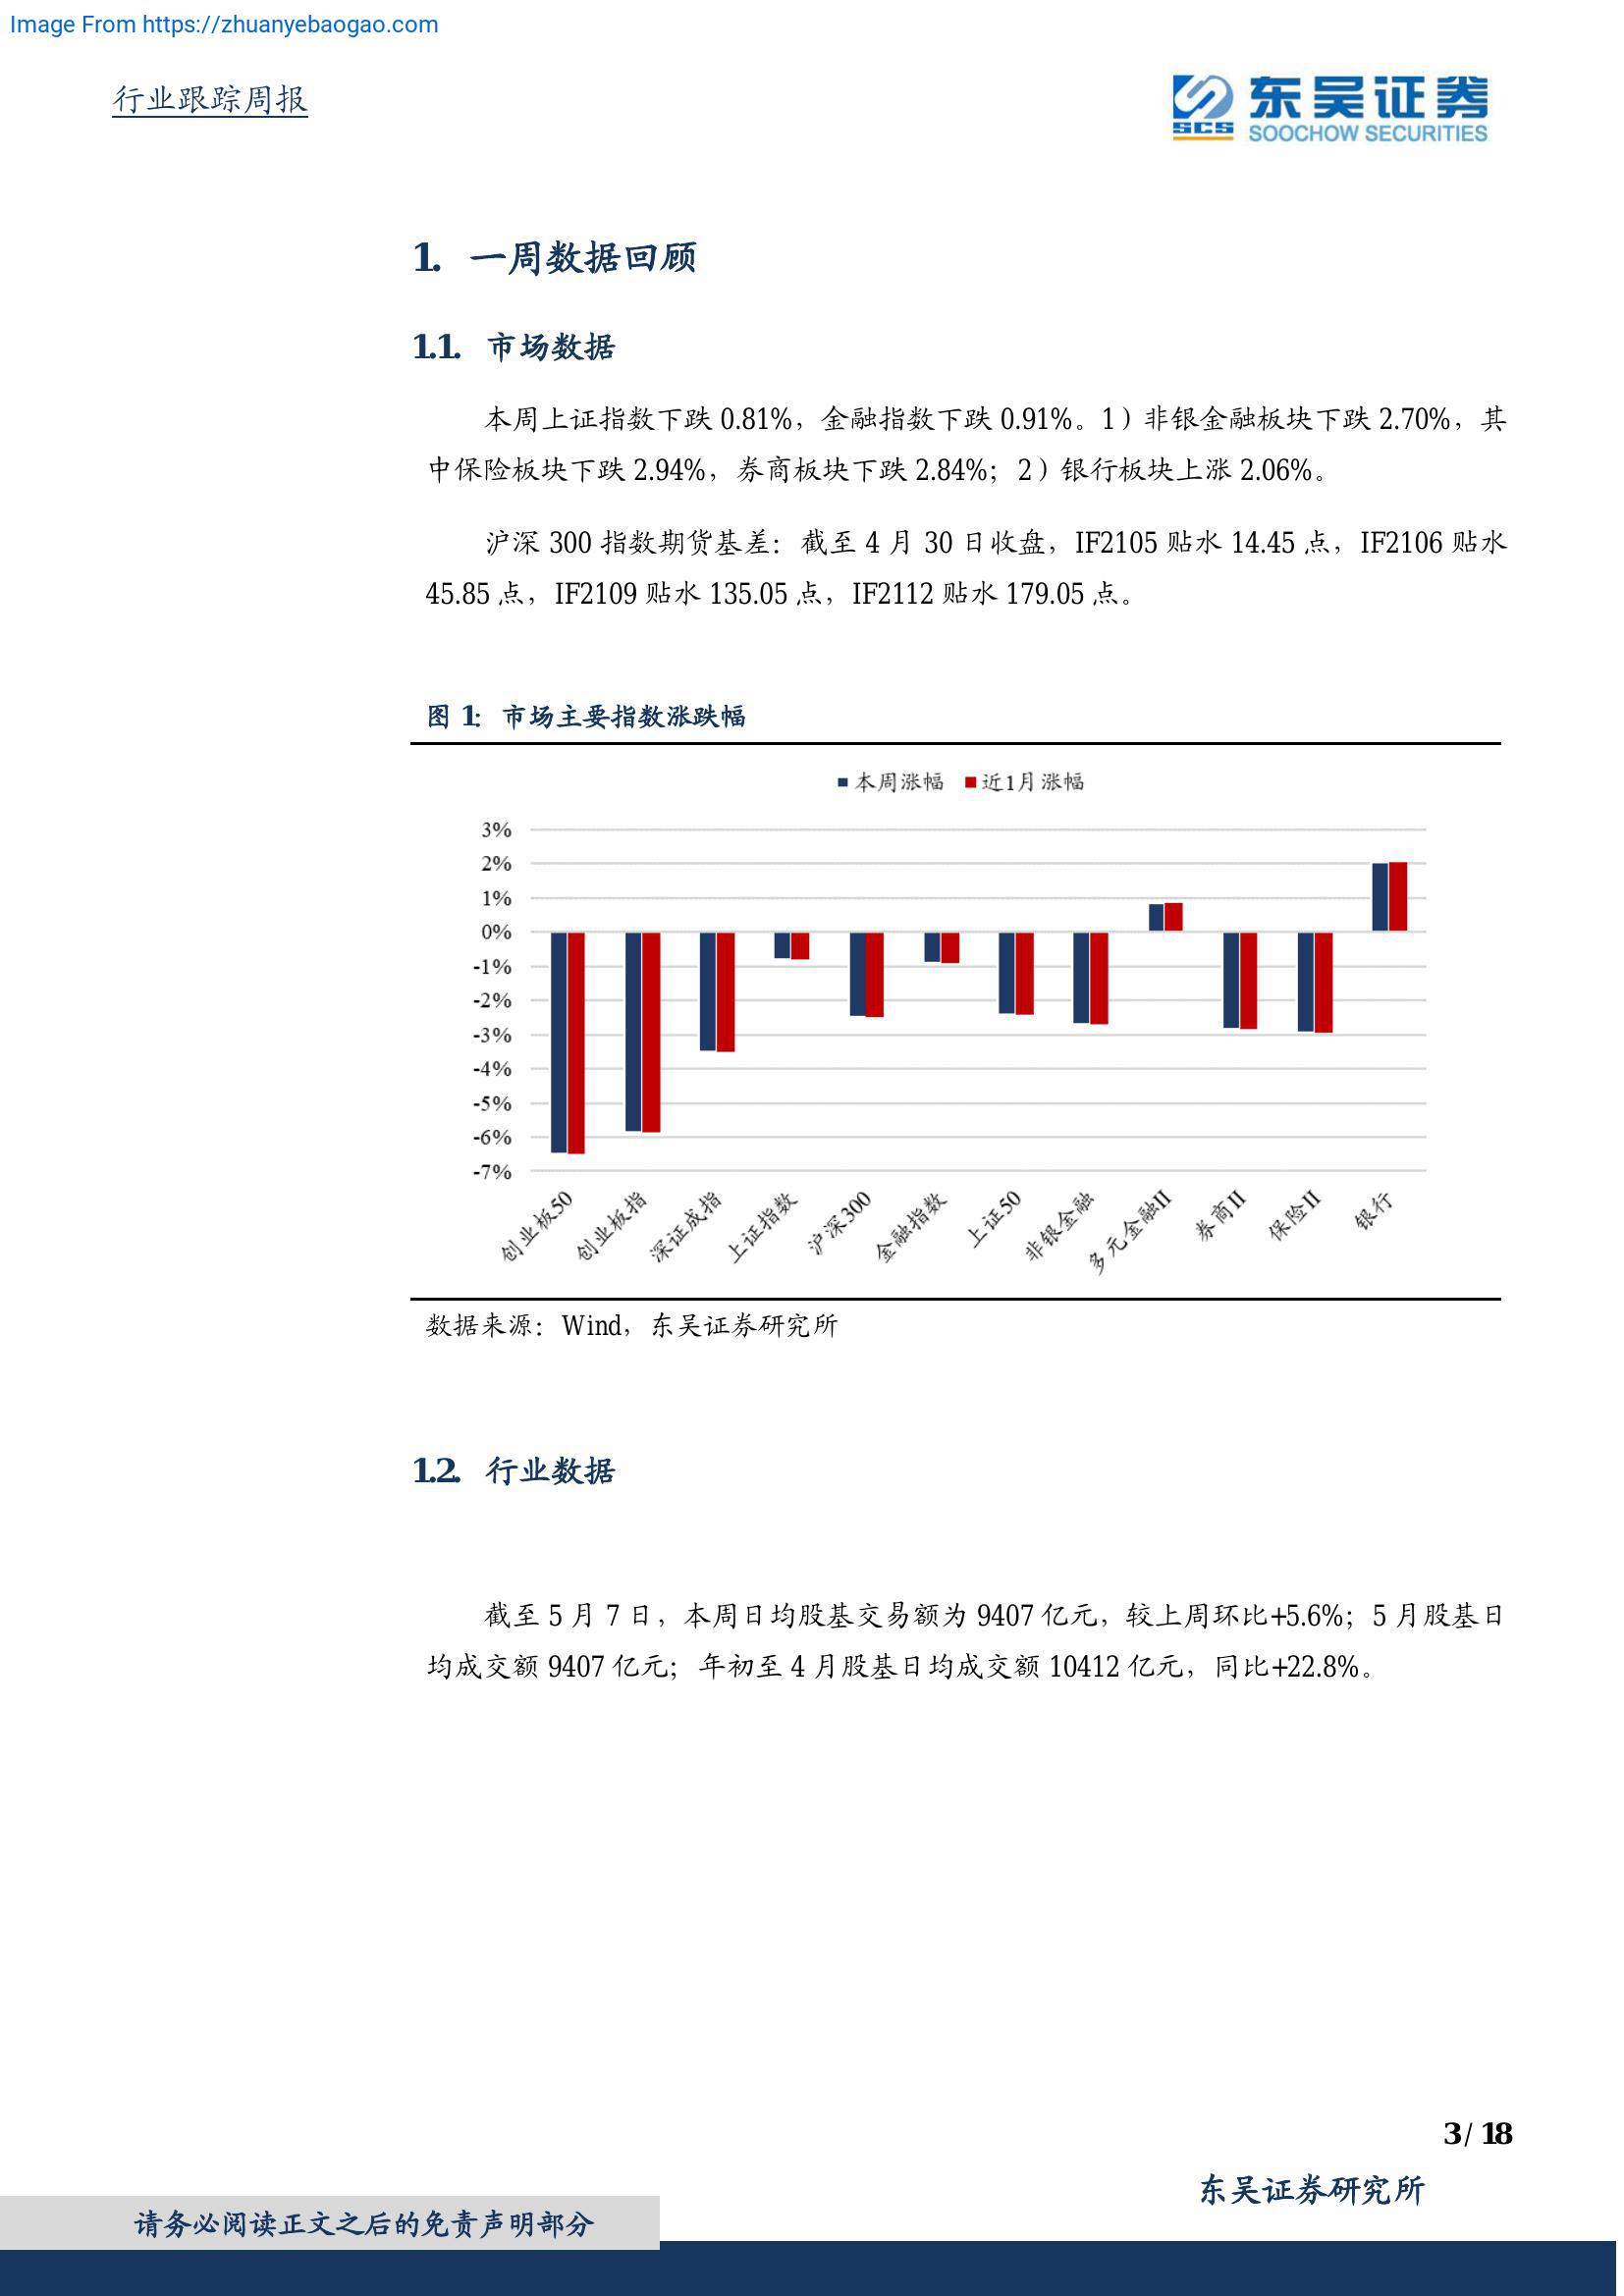 Image From https://zhuanyebaogao.com
行业跟踪周报
东吴证券
SCS
SOOCHOW SECURITIES
1. 一周数据回顾
1.1. 市场数据
本周上证指数下跌 0.81%，金融指数下跌 0.91%。1）非银金融板块下跌 2.70%，其
中保险板块下跌 2.94%，券商板块下跌 2.84%；2）银行板块上涨 2.06%。
沪深 300 指数期货基差：截至 4 月 30 日收盘，IF2105 贴水 14.45 点，IF2106 贴水
45.85 点，IF2109 贴水 135.05 点，IF2112 贴水 179.05 点。
图 1：市场主要指数涨跌幅
本周涨幅 近1月涨幅
3%
2%
1%
0%
-1%
-2%
-3%
-4%
-5%
-6%
-7%
创业板50 创业板指 深证成指 上证指数 沪深300 金融指数 上证50 非银金融 多元金融II 券商II 保险II 银行
数据来源：Wind，东吴证券研究所
1.2. 行业数据
截至 5 月 7 日，本周日均股基交易额为 9407 亿元，较上周环比+5.6%；5 月股基日
均成交额 9407 亿元；年初至 4 月股基日均成交额 10412 亿元，同比+22.8%。
3 / 18
东吴证券研究所
请务必阅读正文之后的免责声明部分